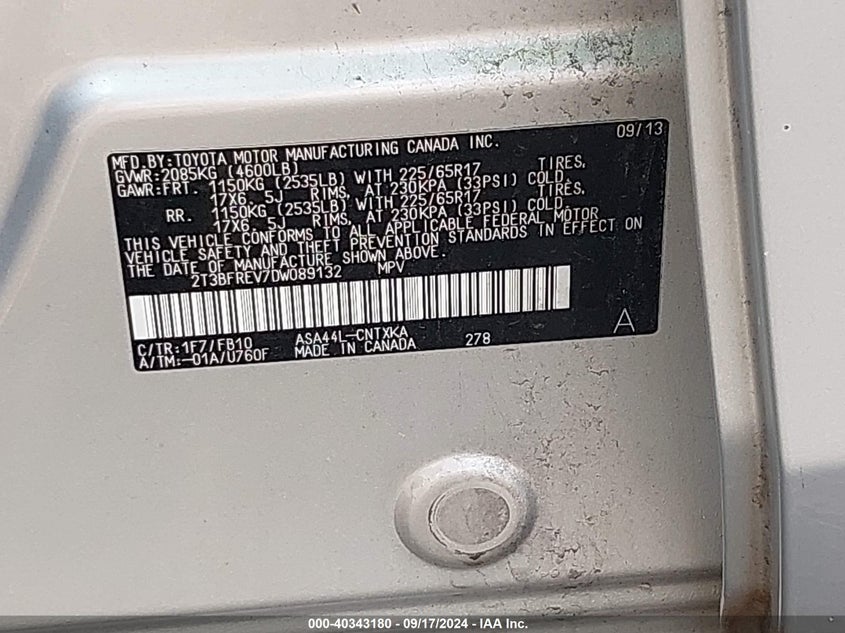 MFD.BY:TOYOTA MOTOR MANUFACTURING CANADA INC. 09/13
GVWR:2085KG (4600LB)
GAWR:FRT. 1150KG (2535LB) WITH 225/65R17 TIRES,
17X6. 5J RIMS, AT 230KPA (33PSI) COLD.
RR. 1150KG (2535LB) WITH 225/65R17 TIRES,
17X6. 5J RIMS, AT 230KPA (33PSI) COLD.
THIS VEHICLE CONFORMS TO ALL APPLICABLE FEDERAL MOTOR
VEHICLE SAFETY AND THEFT PREVENTION STANDARDS IN EFFECT ON
THE DATE OF MANUFACTURE SHOWN ABOVE.
2T3BFREV7DW089132 MPV
C/TR:1F7/FB10 ASA44L-CNTXKA 278 A
A/TM:-01A/U760F MADE IN CANADA
000-40343180 - 09/17/2024 - IAA Inc.